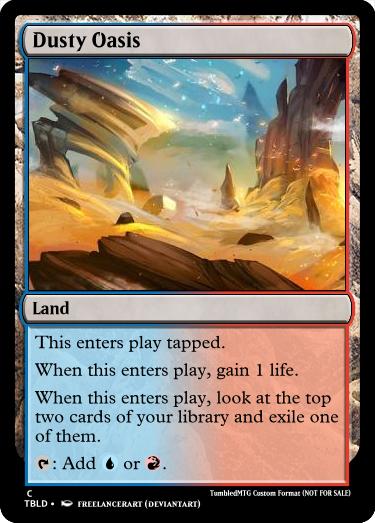 Dusty Oasis
Land
This enters play tapped.
When this enters play, gain 1 life.
When this enters play, look at the top
two cards of your library and exile one
of them.
: Add or .
C
TBLD • FREELANCERART (DEVIANTART)
TumbledMTG Custom Format (NOT FOR SALE)